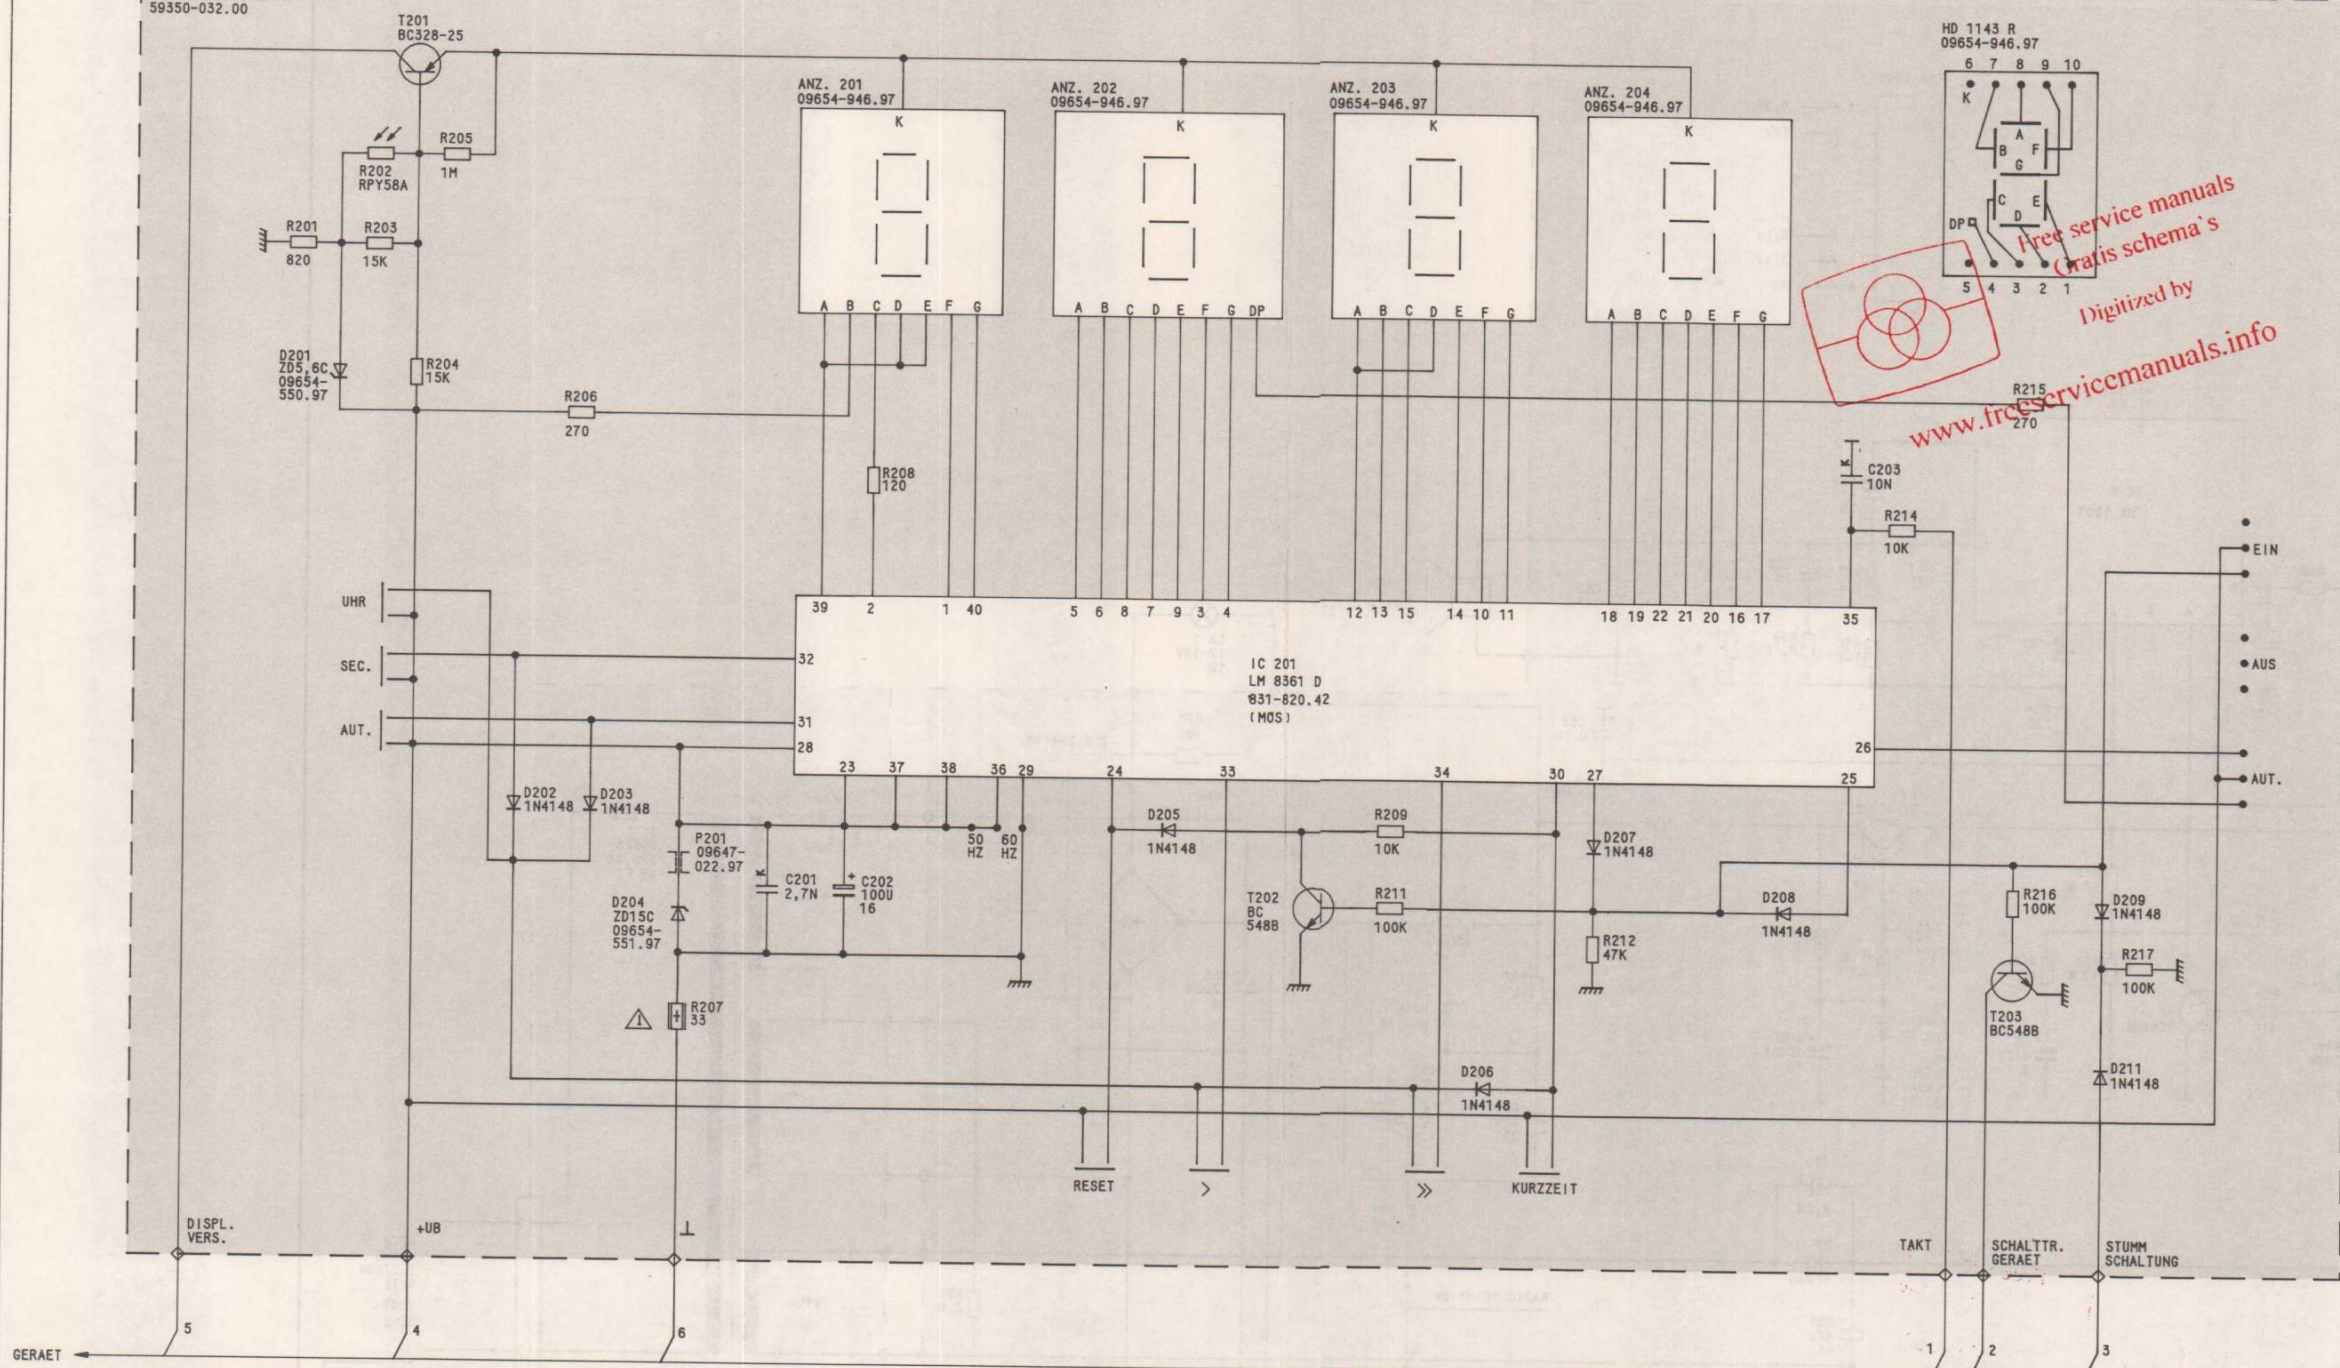 59350-032.00
T201
BC328-25
HD 1143 R
09654-946.97
6 7 8 9 10
K
A
B F
G
C E
D
DP
5 4 3 2 1
ANZ. 201
09654-946.97
K
A B C D E F G
ANZ. 202
09654-946.97
K
A B C D E F G DP
ANZ. 203
09654-946.97
K
A B C D E F G
ANZ. 204
09654-946.97
K
A B C D E F G
Free service manuals
Gratis schema`s
Digitized by
www.freeservicemanuals.info
R205
1M
R202
RPY58A
R201
820
R203
15K
D201
ZD5,6C
09654-
550.97
R204
15K
R206
270
R208
120
R215
270
K
C203
10N
R214
10K
EIN
AUS
AUT.
UHR
SEC.
AUT.
39 2 1 40 5 6 8 7 9 3 4 12 13 15 14 10 11 18 19 22 21 20 16 17 35
32
31
28
IC 201
LM 8361 D
831-820.42
(MOS)
26
23 37 38 36 29 24 33 34 30 27 25
D202
1N4148
D203
1N4148
P201
09647-
022.97
50
HZ
60
HZ
D204
ZD15C
09654-
551.97
K
C201
2,7N
+
C202
100U
16
R207
33
D205
1N4148
R209
10K
T202
BC
548B
R211
100K
D207
1N4148
R212
47K
D208
1N4148
R216
100K
D209
1N4148
R217
100K
T203
BC548B
D211
1N4148
D206
1N4148
RESET
>
>>
KURZZEIT
DISPL.
VERS.
+UB
⊥
TAKT
SCHALTTR.
GERAET
STUMM
SCHALTUNG
5
4
6
1
2
3
GERAET